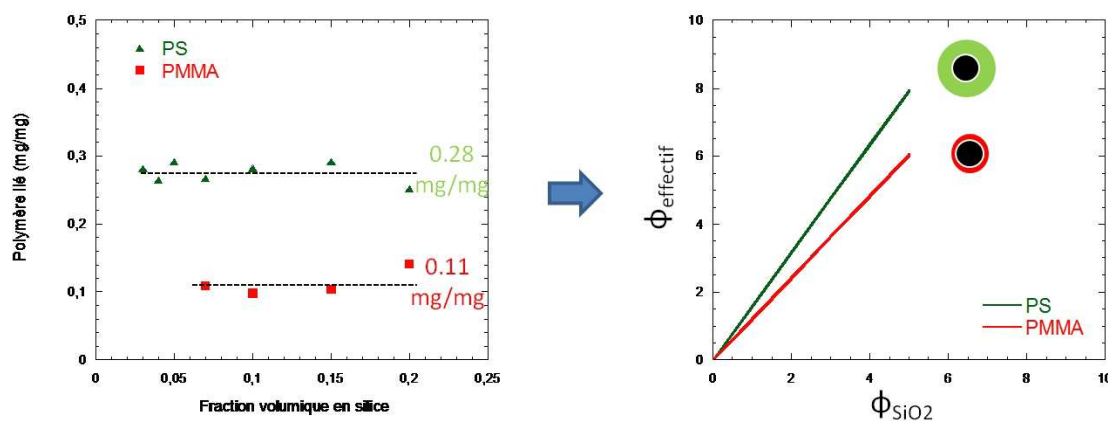 0,5
0,4
0,3
0,2
0,1
0
Polymère lié (mg/mg)
PS
PMMA
0.28
mg/mg
0.11
mg/mg
0
0,05
0,1
0,15
0,2
0,25
Fraction volumique en silice
10
8
6
4
2
0
ϕeffectif
PS
PMMA
0
2
4
6
8
10
ϕSiO2